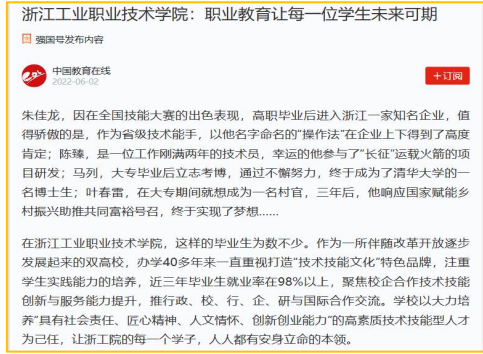 浙江工业职业技术学院：职业教育让每一位学生未来可期
强国号发布内容
中国教育在线
2022-06-02
+订阅
朱佳龙，因在全国技能大赛的出色表现，高职毕业后进入浙江一家知名企业，值
得骄傲的是，作为省级技术能手，以他名字命名的“操作法”在企业上下得到了高度
肯定；陈臻，是一位工作刚满两年的技术员，幸运的他参与了“长征”运载火箭的项
目研发；马列，大专毕业后立志考博，通过不懈努力，终于成为了清华大学的一
名博士生；叶春雷，在大专期间就想成为一名村官，三年后，他响应国家赋能乡
村振兴助推共同富裕号召，终于实现了梦想……
在浙江工业职业技术学院，这样的毕业生为数不少。作为一所伴随改革开放逐步
发展起来的双高校，办学40多年来一直重视打造“技术技能文化”特色品牌，注重
学生实践能力的培养，近三年毕业生就业率在98%以上，聚焦校企合作技术技能
创新与服务能力提升，推行政、校、行、企、研与国际合作交流。学校以大力培
养“具有社会责任、匠心精神、人文情怀、创新创业能力”的高素质技术技能型人才
为己任，让浙工院的每一个学子，人人都有安身立命的本领。